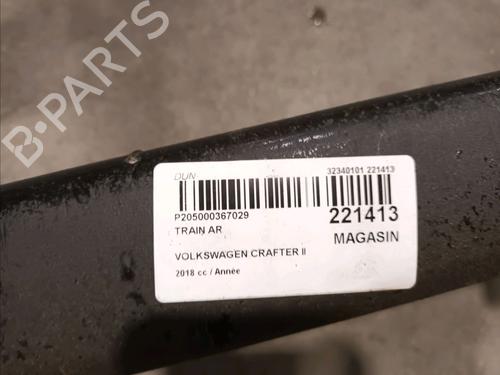 B-PARTS
DUN
32340101 221413
P205000367029
221413
TRAIN AR
MAGASIN
VOLKSWAGEN CRAFTER II
2018 cc / Année